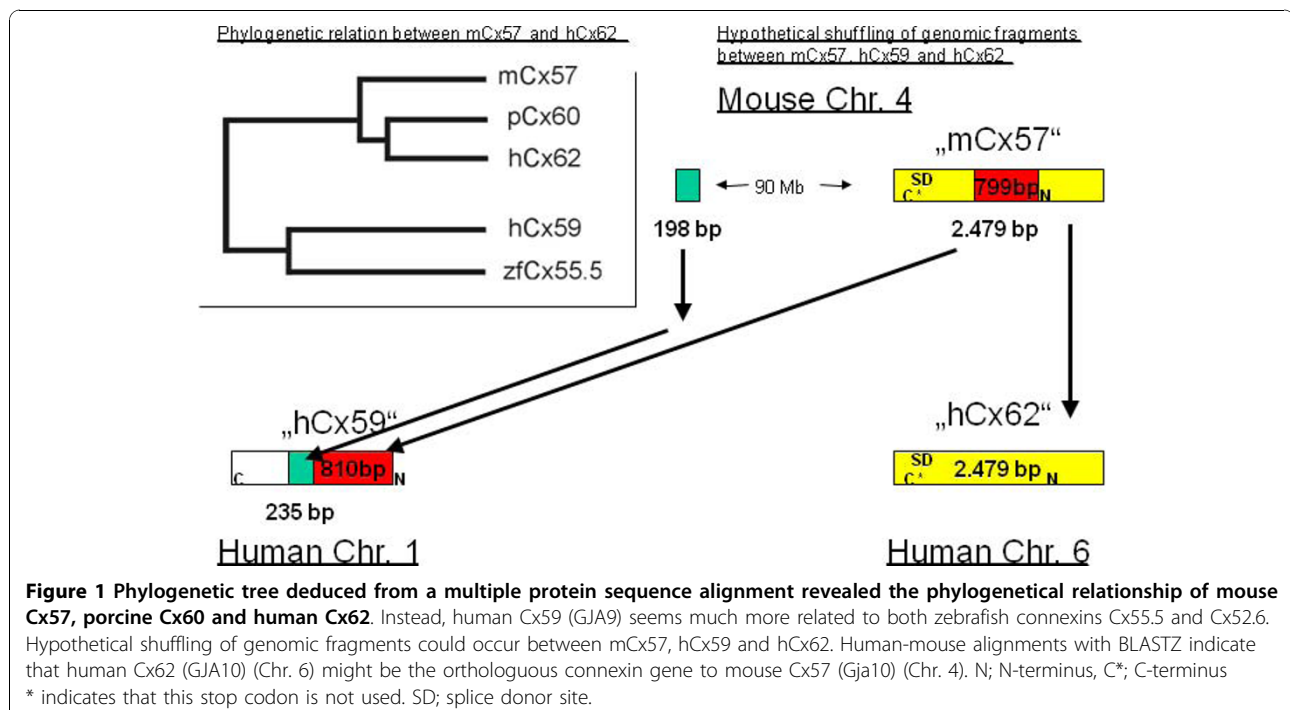 Phylogenetic relation between mCx57 and hCx62
mCx57
pCx60
hCx62
hCx59
zfCx55.5
Hypothetical shuffling of genomic fragments
between mCx57, hCx59 and hCx62
Mouse Chr. 4
„mCx57“
90 Mb
SD
C *
799bp
N
198 bp
2.479 bp
„hCx59“
C
810bp
N
235 bp
Human Chr. 1
„hCx62“
SD
C *
2.479 bp
N
Human Chr. 6
Figure 1 Phylogenetic tree deduced from a multiple protein sequence alignment revealed the phylogenetical relationship of mouse
Cx57, porcine Cx60 and human Cx62. Instead, human Cx59 (GJA9) seems much more related to both zebrafish connexins Cx55.5 and Cx52.6.
Hypothetical shuffling of genomic fragments could occur between mCx57, hCx59 and hCx62. Human-mouse alignments with BLASTZ indicate
that human Cx62 (GJA10) (Chr. 6) might be the orthologuous connexin gene to mouse Cx57 (Gja10) (Chr. 4). N; N-terminus, C*; C-terminus
* indicates that this stop codon is not used. SD; splice donor site.